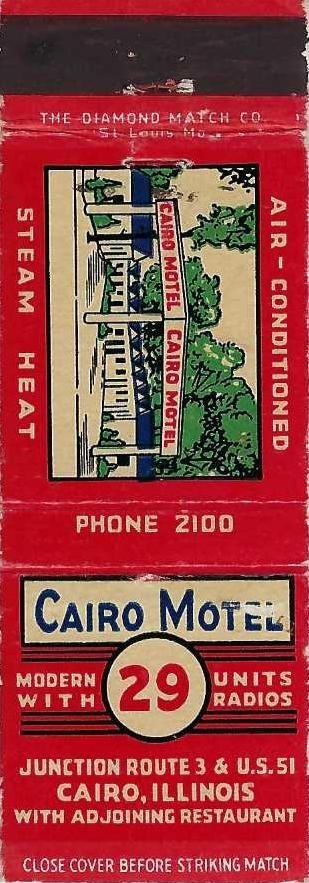 THE DIAMOND MATCH CO.
St. Louis Mo.
AIR-CONDITIONED
CAIRO MOTEL CAIRO MOTEL
STEAM HEAT
PHONE 2100
CAIRO MOTEL
MODERN 29 UNITS
WITH RADIOS
JUNCTION ROUTE 3 & U.S. 51
CAIRO, ILLINOIS
WITH ADJOINING RESTAURANT
CLOSE COVER BEFORE STRIKING MATCH